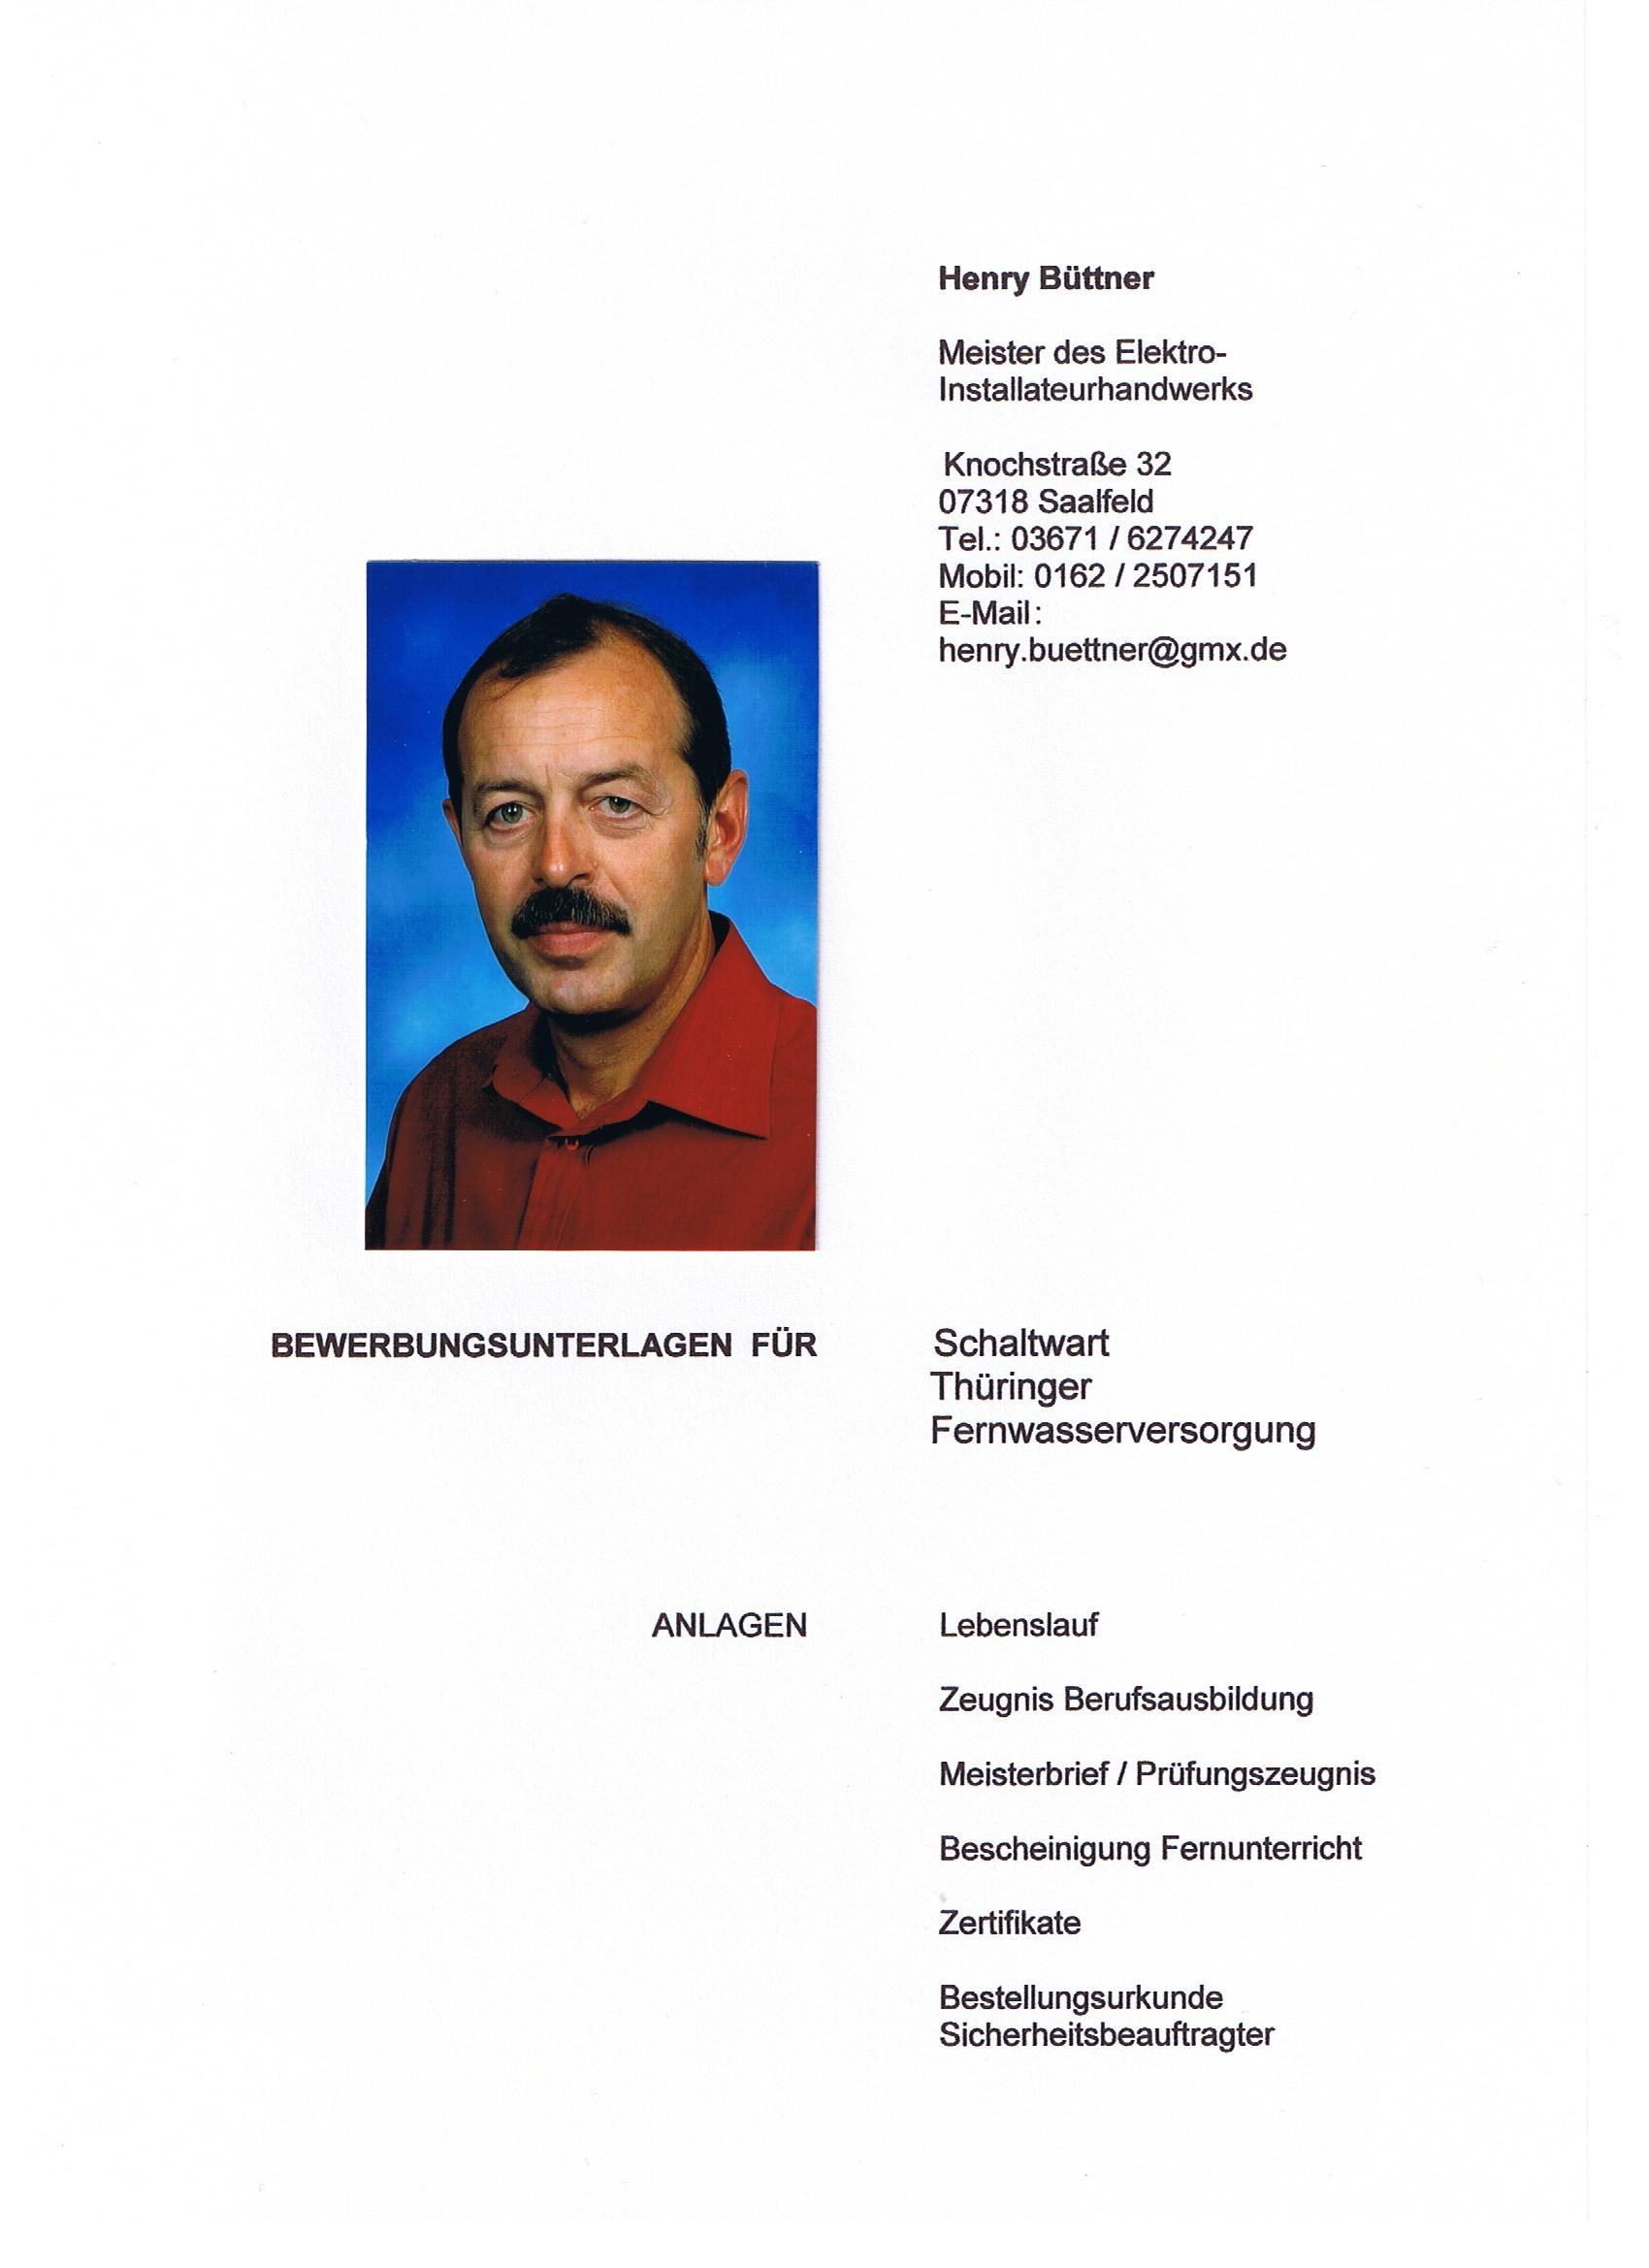 Henry Büttner
Meister des Elektro-
Installateurhandwerks
Knochstraße 32
07318 Saalfeld
Tel.: 03671 / 6274247
Mobil: 0162 / 2507151
E-Mail:
henry.buettner@gmx.de
BEWERBUNGSUNTERLAGEN FÜR Schaltwart
Thüringer
Fernwasserversorgung
ANLAGEN Lebenslauf
Zeugnis Berufsausbildung
Meisterbrief / Prüfungszeugnis
Bescheinigung Fernunterricht
Zertifikate
Bestellungsurkunde
Sicherheitsbeauftragter